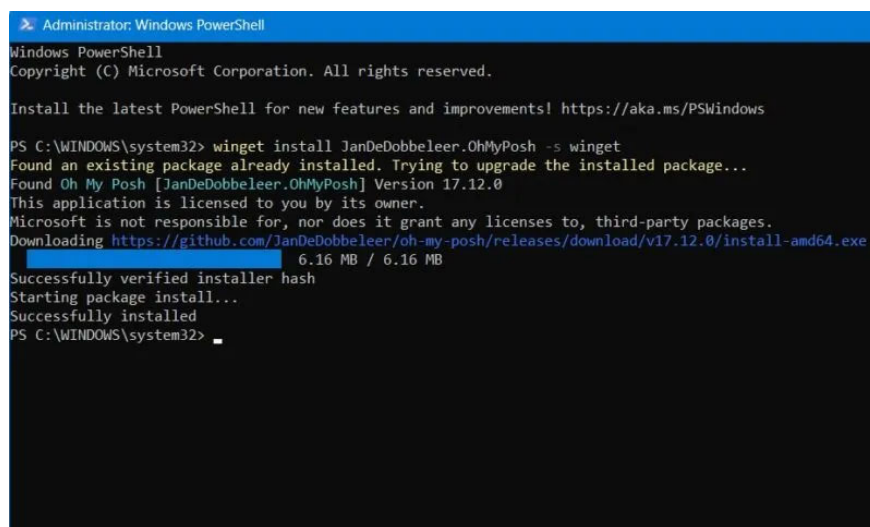 Administrator: Windows PowerShell
Windows PowerShell
Copyright (C) Microsoft Corporation. All rights reserved.
Install the latest PowerShell for new features and improvements! https://aka.ms/PSWindows
PS C:\WINDOWS\system32> winget install JanDeDobbeleer.OhMyPosh -s winget
Found an existing package already installed. Trying to upgrade the installed package...
Found Oh My Posh [JanDeDobbeleer.OhMyPosh] Version 17.12.0
This application is licensed to you by its owner.
Microsoft is not responsible for, nor does it grant any licenses to, third-party packages.
Downloading https://github.com/JanDeDobbeleer/oh-my-posh/releases/download/v17.12.0/install-amd64.exe
6.16 MB / 6.16 MB
Successfully verified installer hash
Starting package install...
Successfully installed
PS C:\WINDOWS\system32>